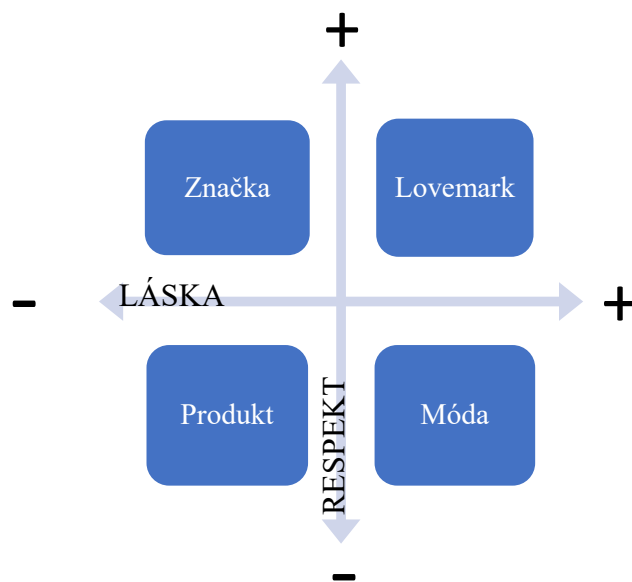 +
Značka
Lovemark
-
LÁSKA
+
Produkt
RESPEKT
Móda
-